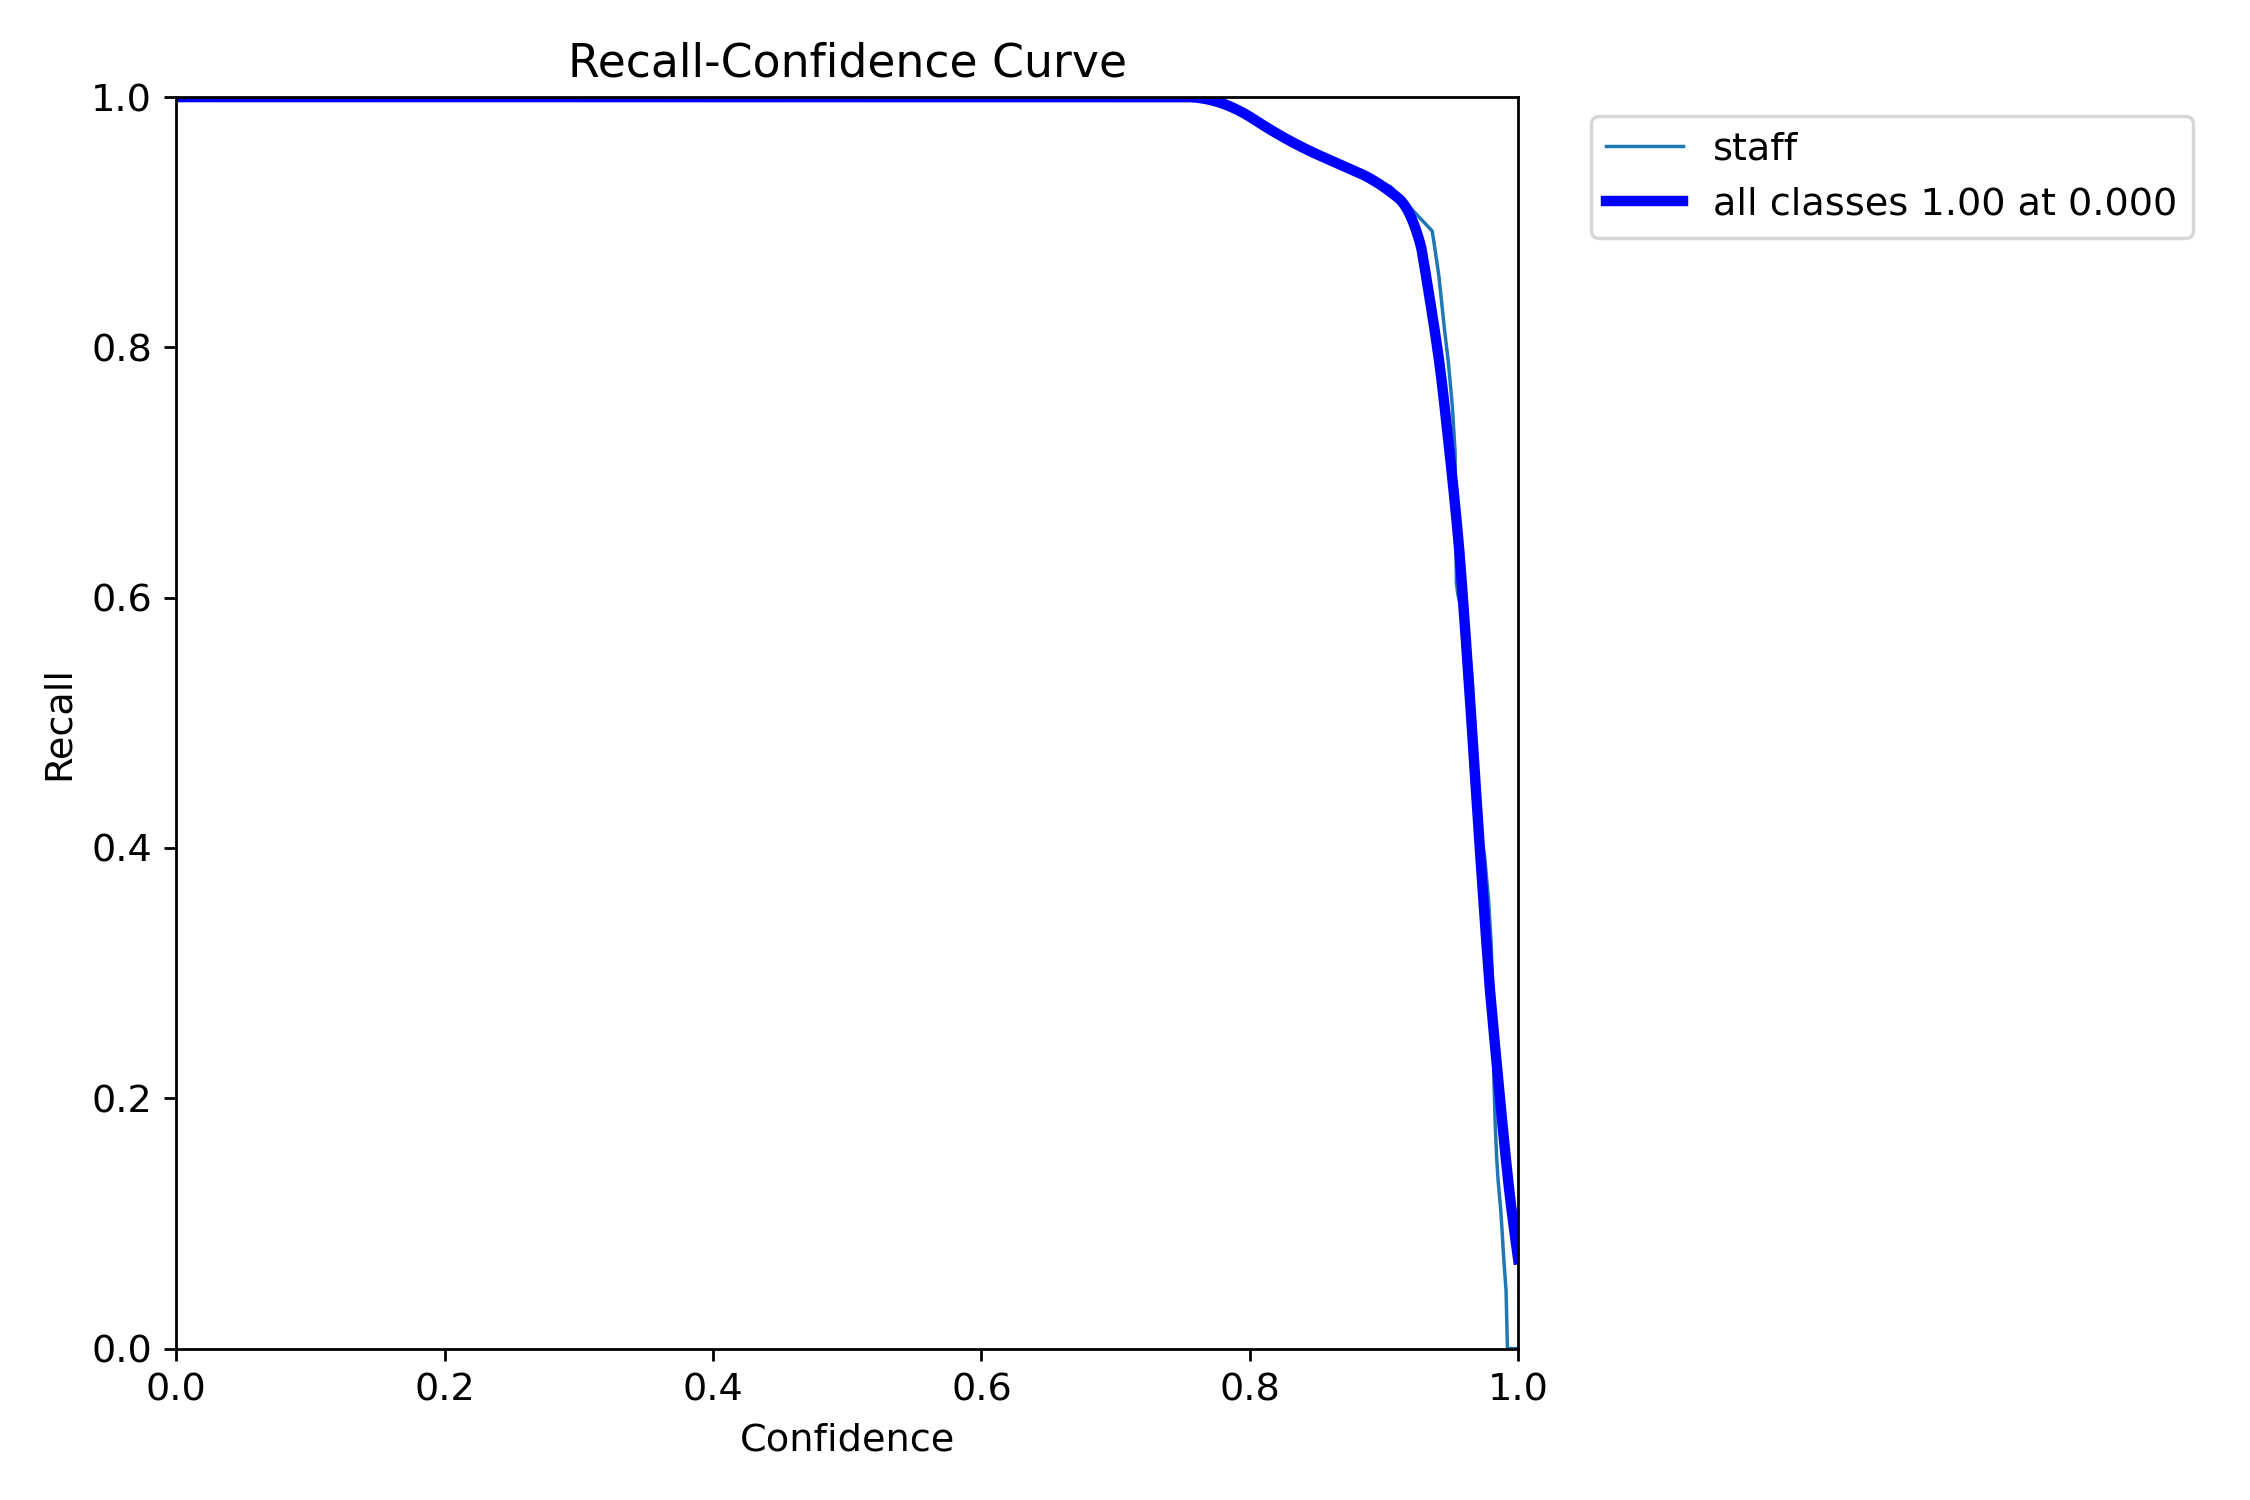 Recall-Confidence Curve
staff
all classes 1.00 at 0.000
1.0
0.8
0.6
0.4
0.2
0.0
Recall
0.0 0.2 0.4 0.6 0.8 1.0
Confidence